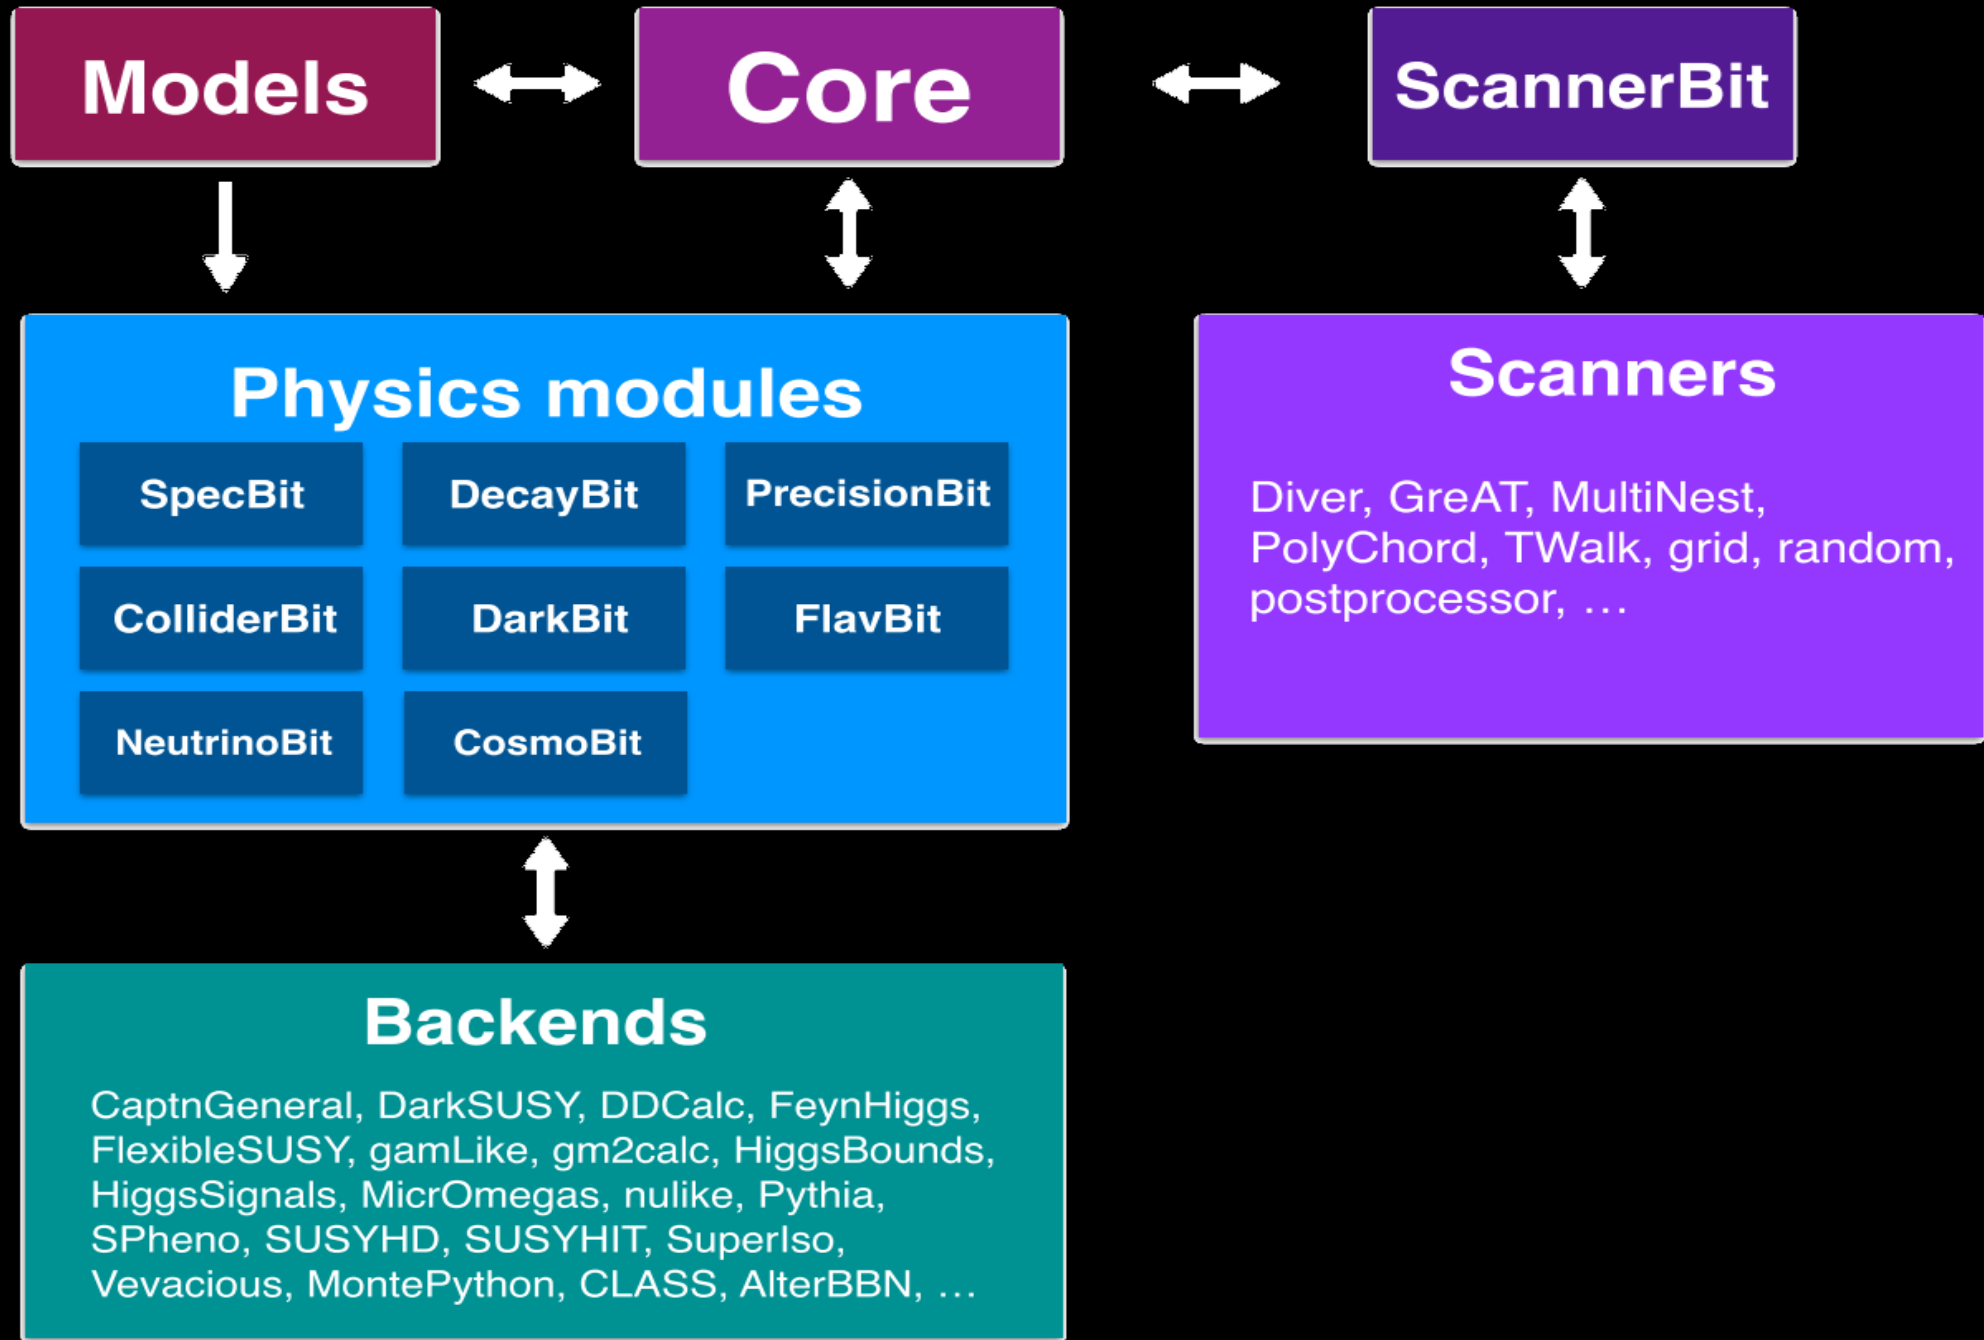 Models
Core
ScannerBit
Physics modules
SpecBit
DecayBit
PrecisionBit
ColliderBit
DarkBit
FlavBit
NeutrinoBit
CosmoBit
Scanners
Diver, GreAT, MultiNest,
PolyChord, TWalk, grid, random,
postprocessor, …
Backends
CaptnGeneral, DarkSUSY, DDCalc, FeynHiggs,
FlexibleSUSY, gamLike, gm2calc, HiggsBounds,
HiggsSignals, MicrOmegas, nulike, Pythia,
SPheno, SUSYHD, SUSYHIT, SuperIso,
Vevacious, MontePython, CLASS, AlterBBN, …